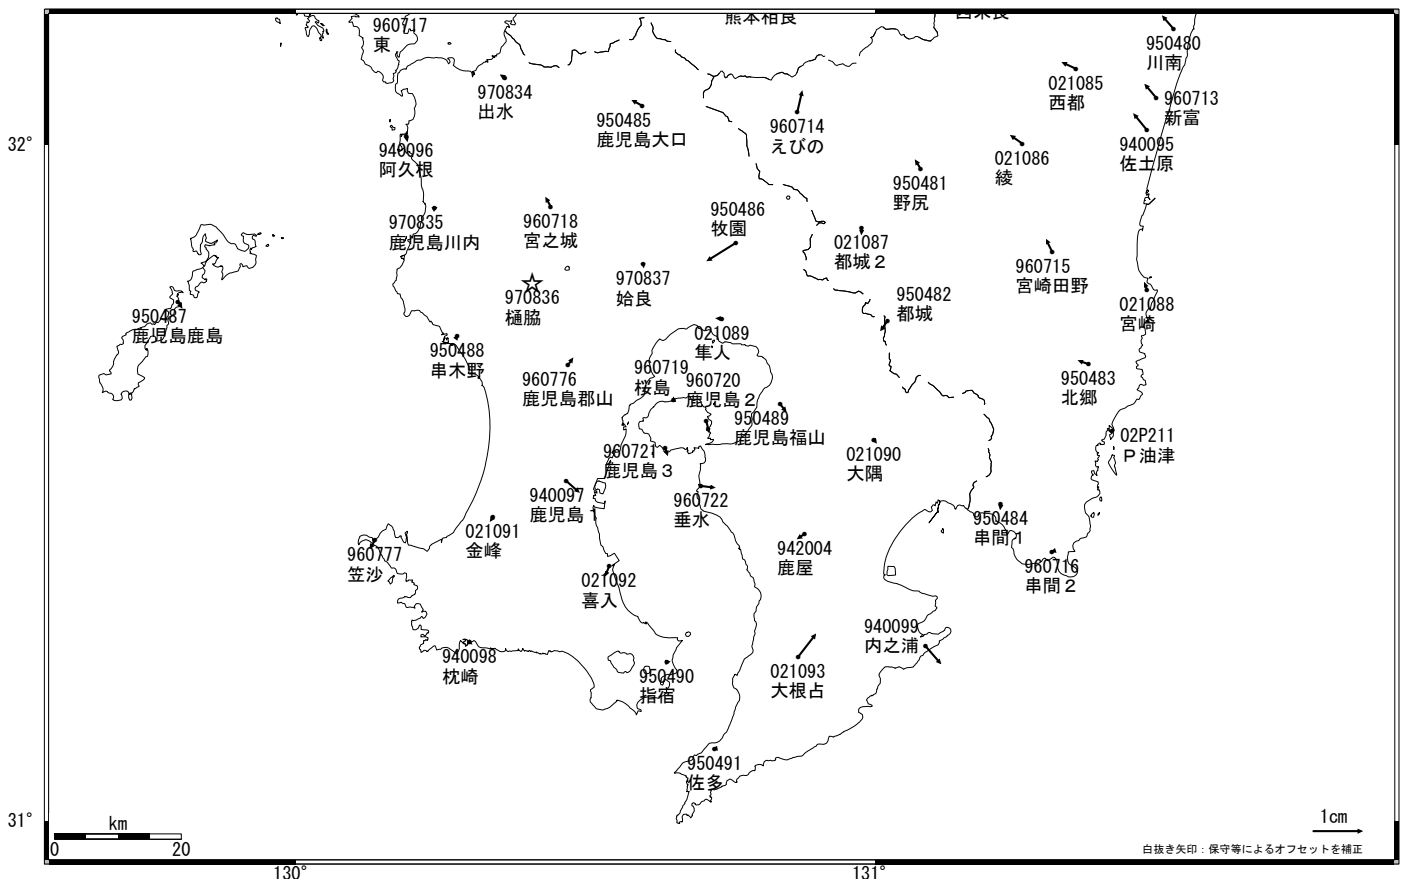 960717
東
熊本相良
西米良
950480
川南
970834
出水
950485
鹿児島大口
960714
えびの
021085
西都
960713
新富
32°
940096
阿久根
021086
綾
940095
佐土原
950481
野尻
970835
鹿児島川内
960718
宮之城
950486
牧園
021087
都城２
960715
宮崎田野
970837
姶良
970836
樋脇
950482
都城
021088
宮崎
950487
鹿児島鹿島
950488
串木野
021089
隼人
960776
鹿児島郡山
960719
桜島
960720
鹿児島２
950483
北郷
950489
鹿児島福山
02P211
Ｐ油津
960721
鹿児島３
021090
大隅
940097
鹿児島１
960722
垂水
950484
串間１
021091
金峰
960777
笠沙
942004
鹿屋
960716
串間２
021092
喜入
940099
内之浦
940098
枕崎
950490
指宿
021093
大根占
950491
佐多
31°
km
0
20
1cm
白抜き矢印：保守等によるオフセットを補正
130°
131°